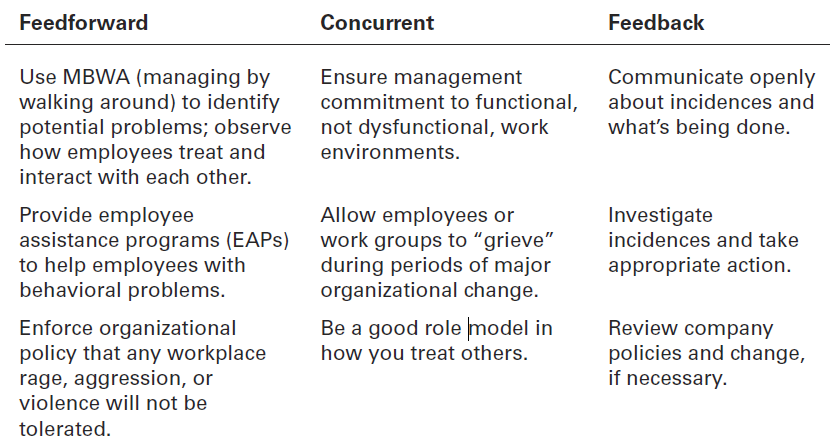 Feedforward
Concurrent
Feedback
Use MBWA (managing by
walking around) to identify
potential problems; observe
how employees treat and
interact with each other.
Ensure management
commitment to functional,
not dysfunctional, work
environments.
Communicate openly
about incidences and
what’s being done.
Provide employee
assistance programs (EAPs)
to help employees with
behavioral problems.
Allow employees or
work groups to “grieve”
during periods of major
organizational change.
Investigate
incidences and take
appropriate action.
Enforce organizational
policy that any workplace
rage, aggression, or
violence will not be
tolerated.
Be a good role model in
how you treat others.
Review company
policies and change,
if necessary.